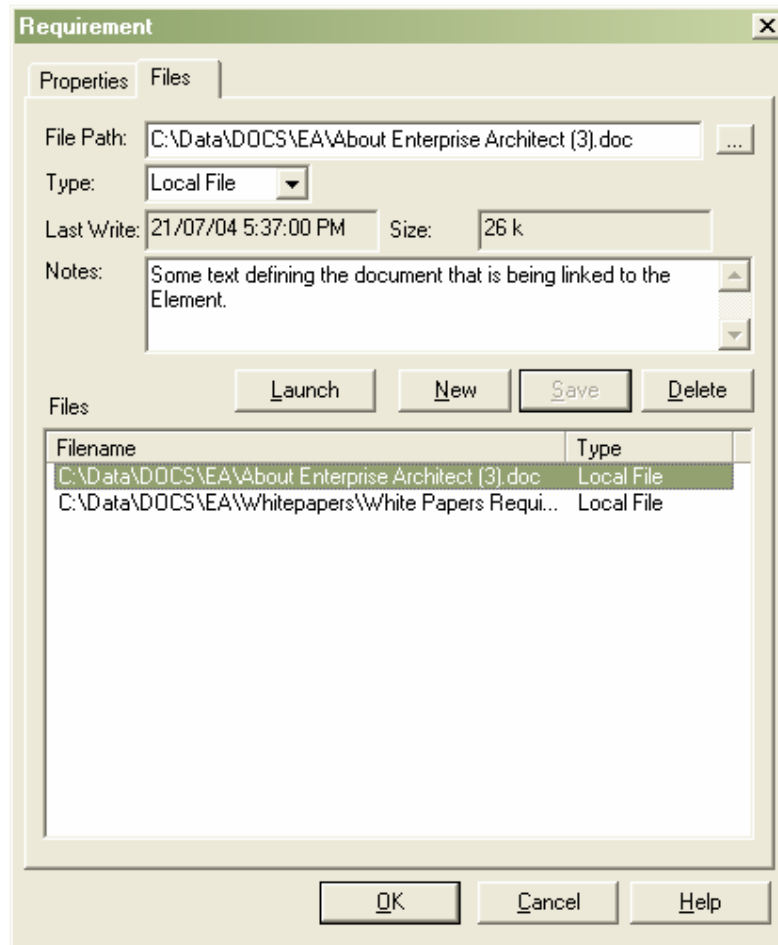 Requirement
Properties Files
File Path: C:\Data\DOCS\EA\About Enterprise Architect (3).doc ...
Type: Local File
Last Write: 21/07/04 5:37:00 PM Size: 26 k
Notes: Some text defining the document that is being linked to the
Element.
Launch New Save Delete
Files
Filename Type
C:\Data\DOCS\EA\About Enterprise Architect (3).doc Local File
C:\Data\DOCS\EA\Whitepapers\White Papers Requi... Local File
OK Cancel Help